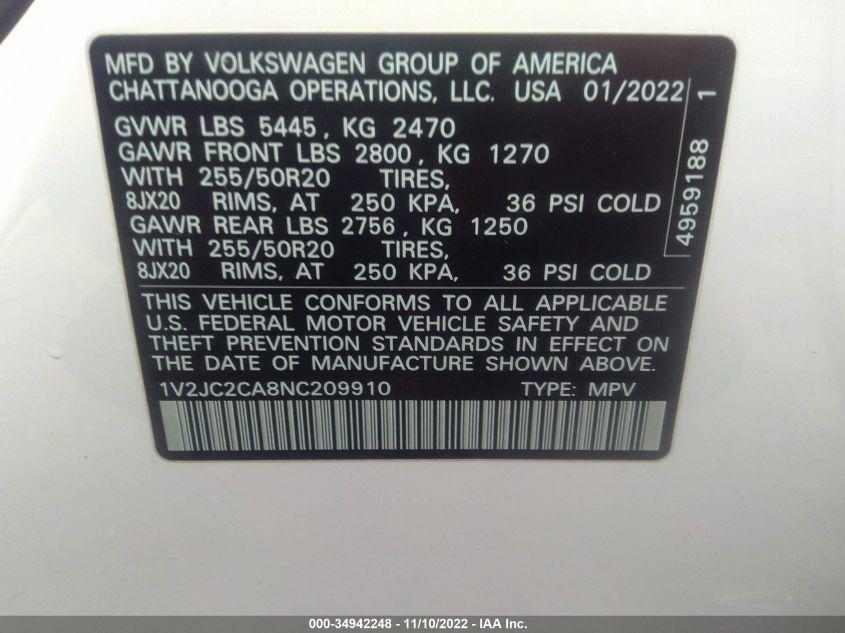 MFD BY VOLKSWAGEN GROUP OF AMERICA
CHATTANOOGA OPERATIONS, LLC. USA 01/2022
GVWR LBS 5445, KG 2470
GAWR FRONT LBS 2800, KG 1270
WITH 255/50R20 TIRES,
8JX20 RIMS, AT 250 KPA, 36 PSI COLD
GAWR REAR LBS 2756, KG 1250
WITH 255/50R20 TIRES,
8JX20 RIMS, AT 250 KPA, 36 PSI COLD
4959188 1
THIS VEHICLE CONFORMS TO ALL APPLICABLE
U.S. FEDERAL MOTOR VEHICLE SAFETY AND
THEFT PREVENTION STANDARDS IN EFFECT ON
THE DATE OF MANUFACTURE SHOWN ABOVE.
1V2JC2CA8NC209910 TYPE: MPV
000-34942248 - 11/10/2022 - IAA Inc.